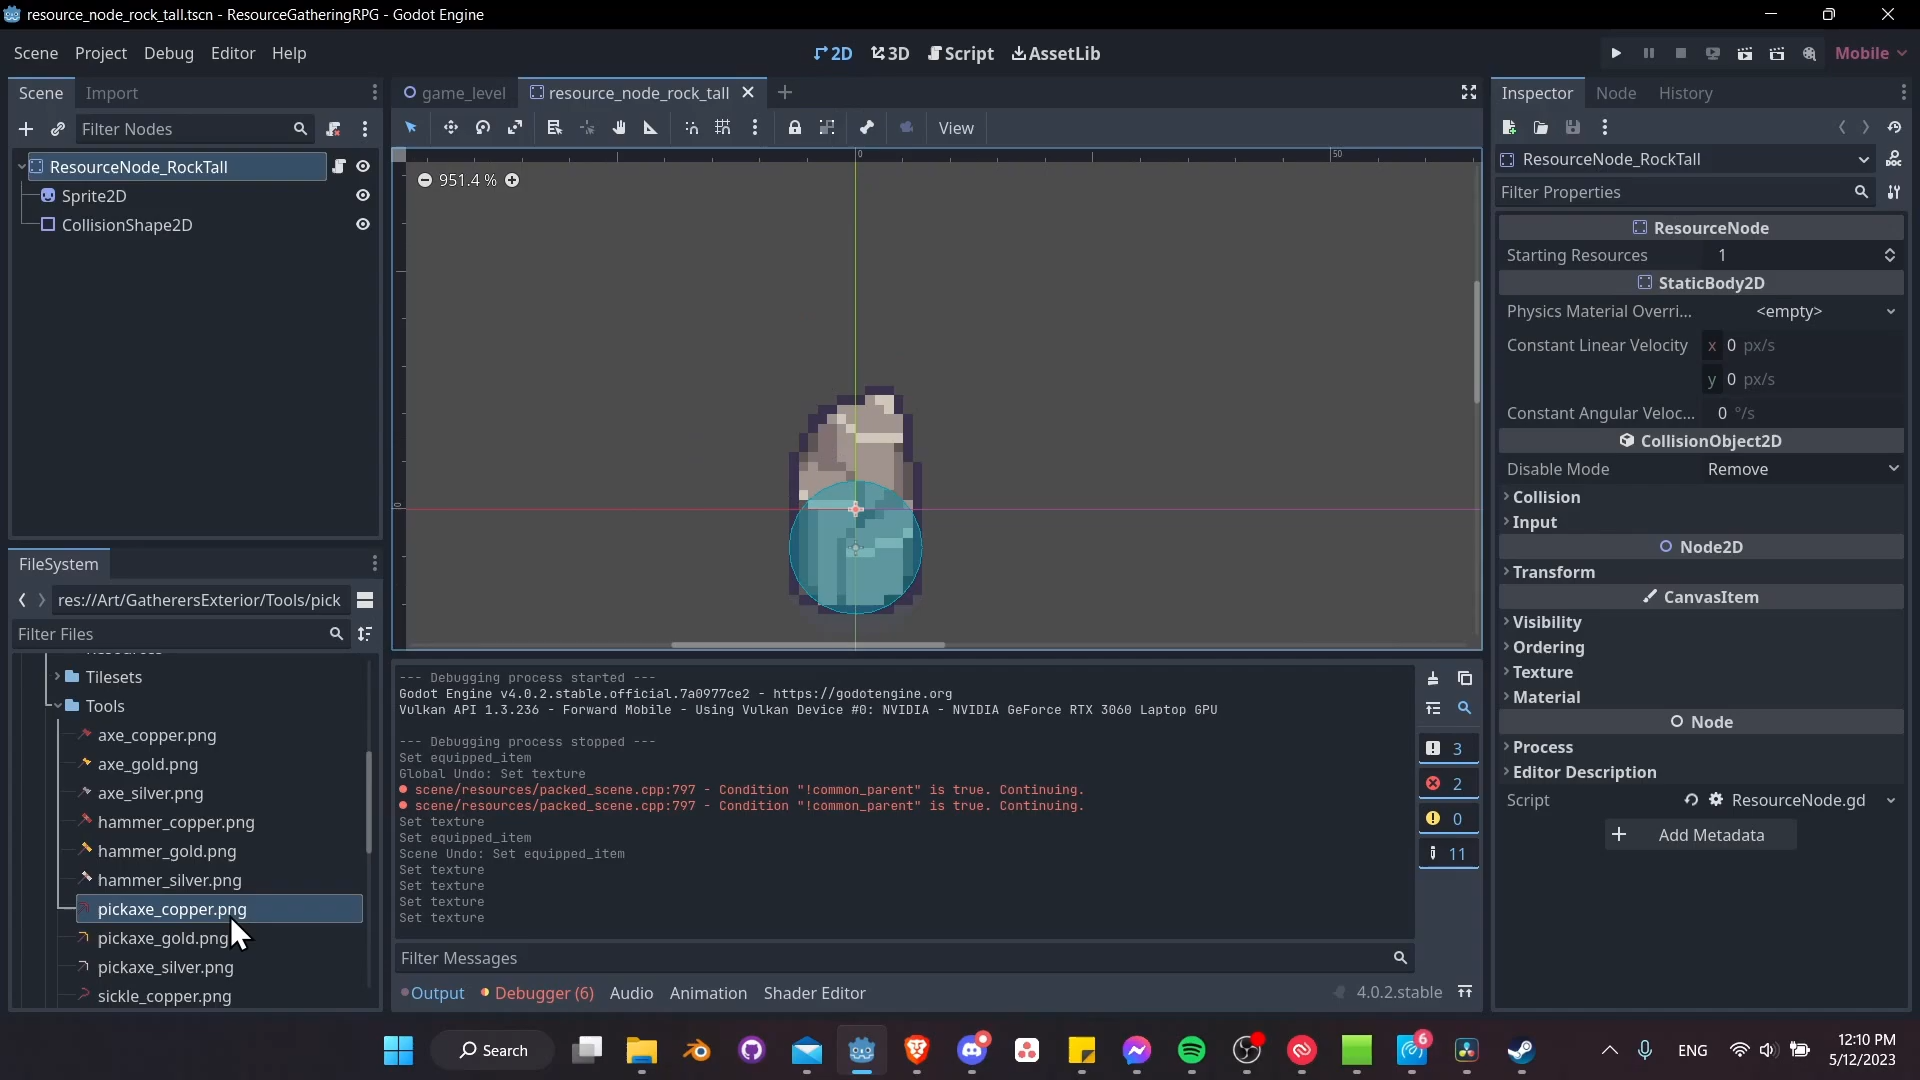 resource_node_rock_tall.tscn - ResourceGatheringRPG - Godot Engine
Scene Project Debug Editor Help
2D 3D Script AssetLib
Mobile
Scene Import
game_level resource_node_rock_tall
Inspector Node History
Filter Nodes
View
ResourceNode_RockTall
Sprite2D
CollisionShape2D
0 50
951.4 %
0
ResourceNode_RockTall
Filter Properties
ResourceNode
Starting Resources 1
StaticBody2D
Physics Material Overri... <empty>
Constant Linear Velocity x 0 px/s
y 0 px/s
Constant Angular Veloc... 0 °/s
CollisionObject2D
Disable Mode Remove
Collision
Input
Node2D
Transform
CanvasItem
Visibility
Ordering
Texture
Material
Node
Process
Editor Description
Script ResourceNode.gd
Add Metadata
FileSystem
res://Art/GatherersExterior/Tools/pick
Filter Files
Tilesets
Tools
axe_copper.png
axe_gold.png
axe_silver.png
hammer_copper.png
hammer_gold.png
hammer_silver.png
pickaxe_copper.png
pickaxe_gold.png
pickaxe_silver.png
sickle_copper.png
--- Debugging process started ---
Godot Engine v4.0.2.stable.official.7a0977ce2 - https://godotengine.org
Vulkan API 1.3.236 - Forward Mobile - Using Vulkan Device #0: NVIDIA - NVIDIA GeForce RTX 3060 Laptop GPU
--- Debugging process stopped ---
Set equipped_item
Global Undo: Set texture
scene/resources/packed_scene.cpp:797 - Condition "!common_parent" is true. Continuing.
scene/resources/packed_scene.cpp:797 - Condition "!common_parent" is true. Continuing.
Set texture
Set equipped_item
Scene Undo: Set equipped_item
Set texture
Set texture
Set texture
Set texture
3
2
0
11
Filter Messages
Output Debugger (6) Audio Animation Shader Editor
4.0.2.stable
Search
6
ENG
12:10 PM
5/12/2023